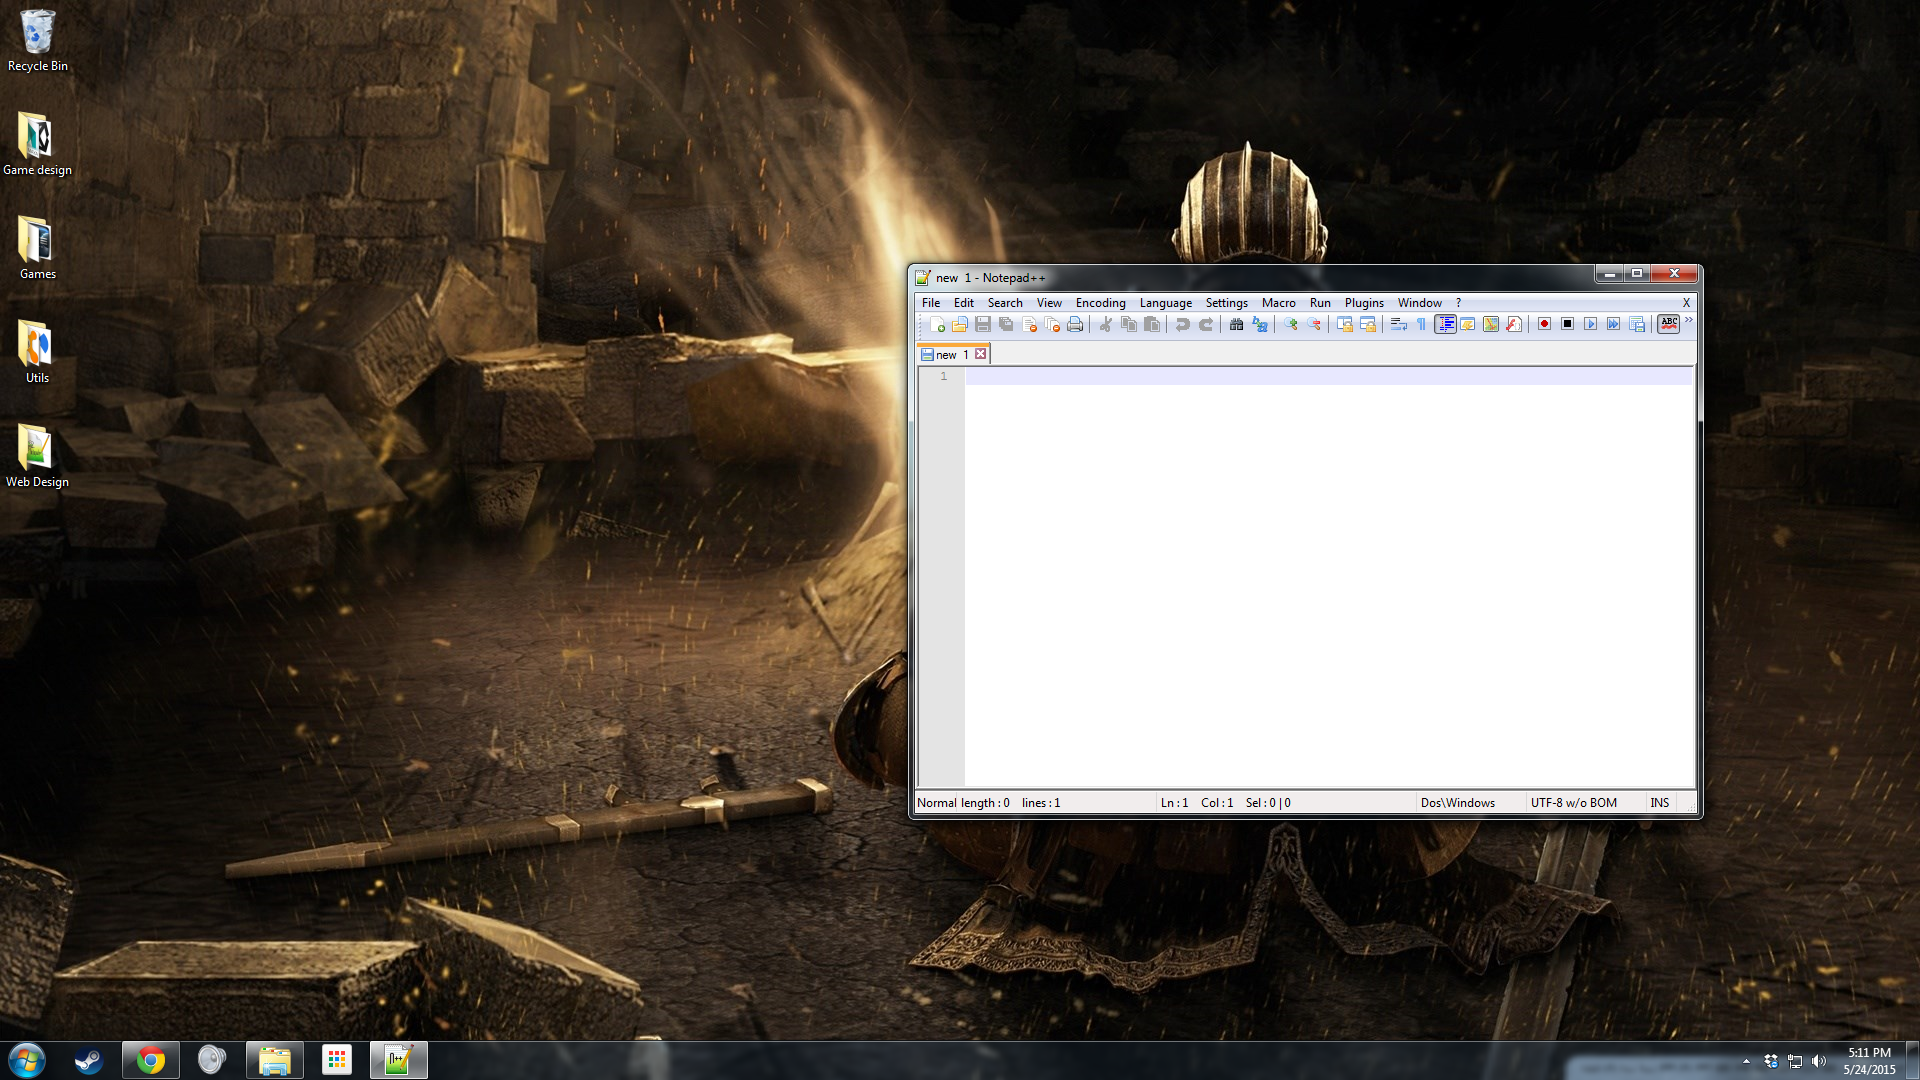 Recycle Bin
Game design
Games
Utils
Web Design
new 1 - Notepad++
File Edit Search View Encoding Language Settings Macro Run Plugins Window ? X
ABC
new 1
1
Normal length : 0 lines : 1 Ln : 1 Col : 1 Sel : 0 | 0 Dos\Windows UTF-8 w/o BOM INS
5:11 PM
5/24/2015